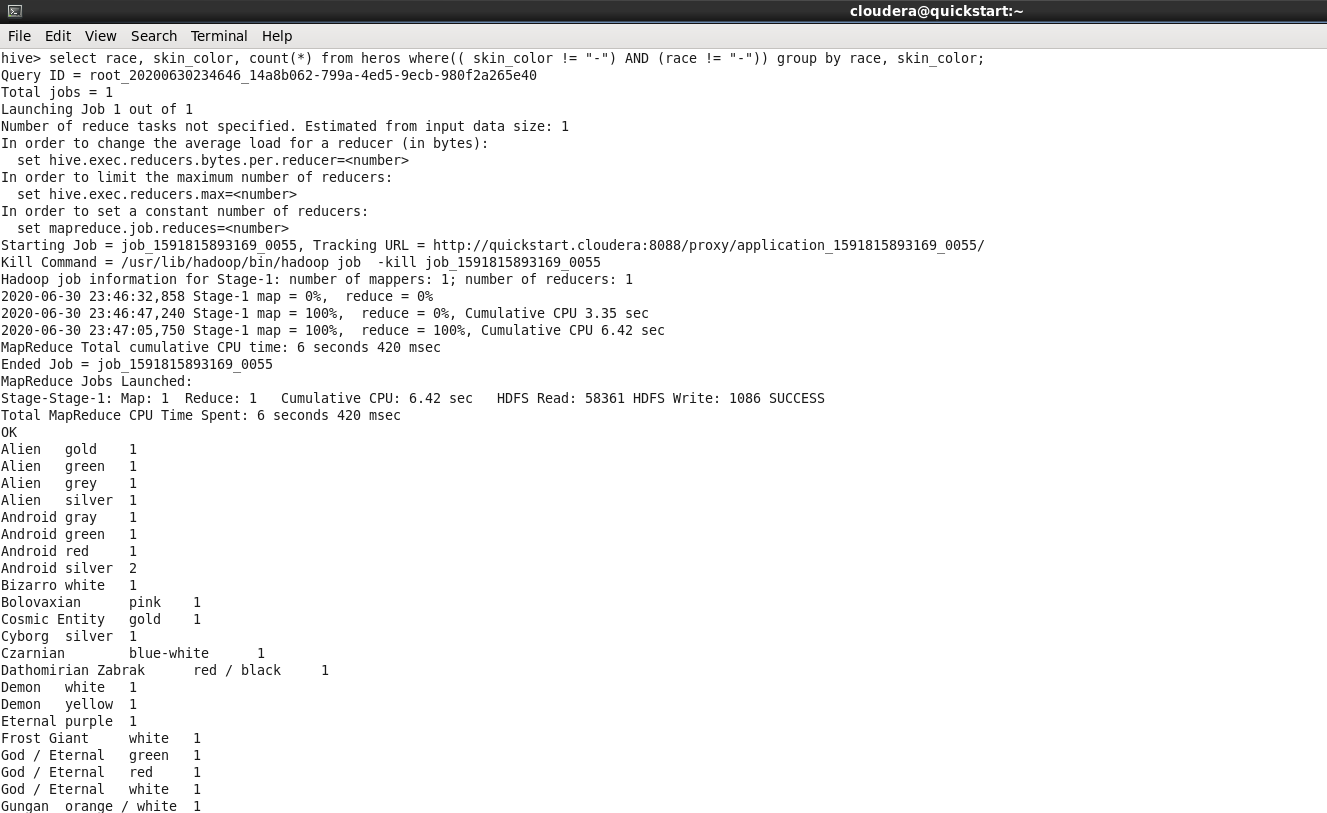 cloudera@quickstart:~
File Edit View Search Terminal Help
hive> select race, skin_color, count(*) from heros where(( skin_color != "-") AND (race != "-")) group by race, skin_color;
Query ID = root_20200630234646_14a8b062-799a-4ed5-9ecb-980f2a265e40
Total jobs = 1
Launching Job 1 out of 1
Number of reduce tasks not specified. Estimated from input data size: 1
In order to change the average load for a reducer (in bytes):
  set hive.exec.reducers.bytes.per.reducer=<number>
In order to limit the maximum number of reducers:
  set hive.exec.reducers.max=<number>
In order to set a constant number of reducers:
  set mapreduce.job.reduces=<number>
Starting Job = job_1591815893169_0055, Tracking URL = http://quickstart.cloudera:8088/proxy/application_1591815893169_0055/
Kill Command = /usr/lib/hadoop/bin/hadoop job  -kill job_1591815893169_0055
Hadoop job information for Stage-1: number of mappers: 1; number of reducers: 1
2020-06-30 23:46:32,858 Stage-1 map = 0%,  reduce = 0%
2020-06-30 23:46:47,240 Stage-1 map = 100%,  reduce = 0%, Cumulative CPU 3.35 sec
2020-06-30 23:47:05,750 Stage-1 map = 100%,  reduce = 100%, Cumulative CPU 6.42 sec
MapReduce Total cumulative CPU time: 6 seconds 420 msec
Ended Job = job_1591815893169_0055
MapReduce Jobs Launched:
Stage-Stage-1: Map: 1  Reduce: 1   Cumulative CPU: 6.42 sec   HDFS Read: 58361 HDFS Write: 1086 SUCCESS
Total MapReduce CPU Time Spent: 6 seconds 420 msec
OK
Alien   gold    1
Alien   green   1
Alien   grey    1
Alien   silver  1
Android gray    1
Android green   1
Android red     1
Android silver  2
Bizarro white   1
Bolovaxian      pink    1
Cosmic Entity   gold    1
Cyborg  silver  1
Czarnian        blue-white      1
Dathomirian Zabrak      red / black     1
Demon   white   1
Demon   yellow  1
Eternal purple  1
Frost Giant     white   1
God / Eternal   green   1
God / Eternal   red     1
God / Eternal   white   1
Gungan  orange / white  1